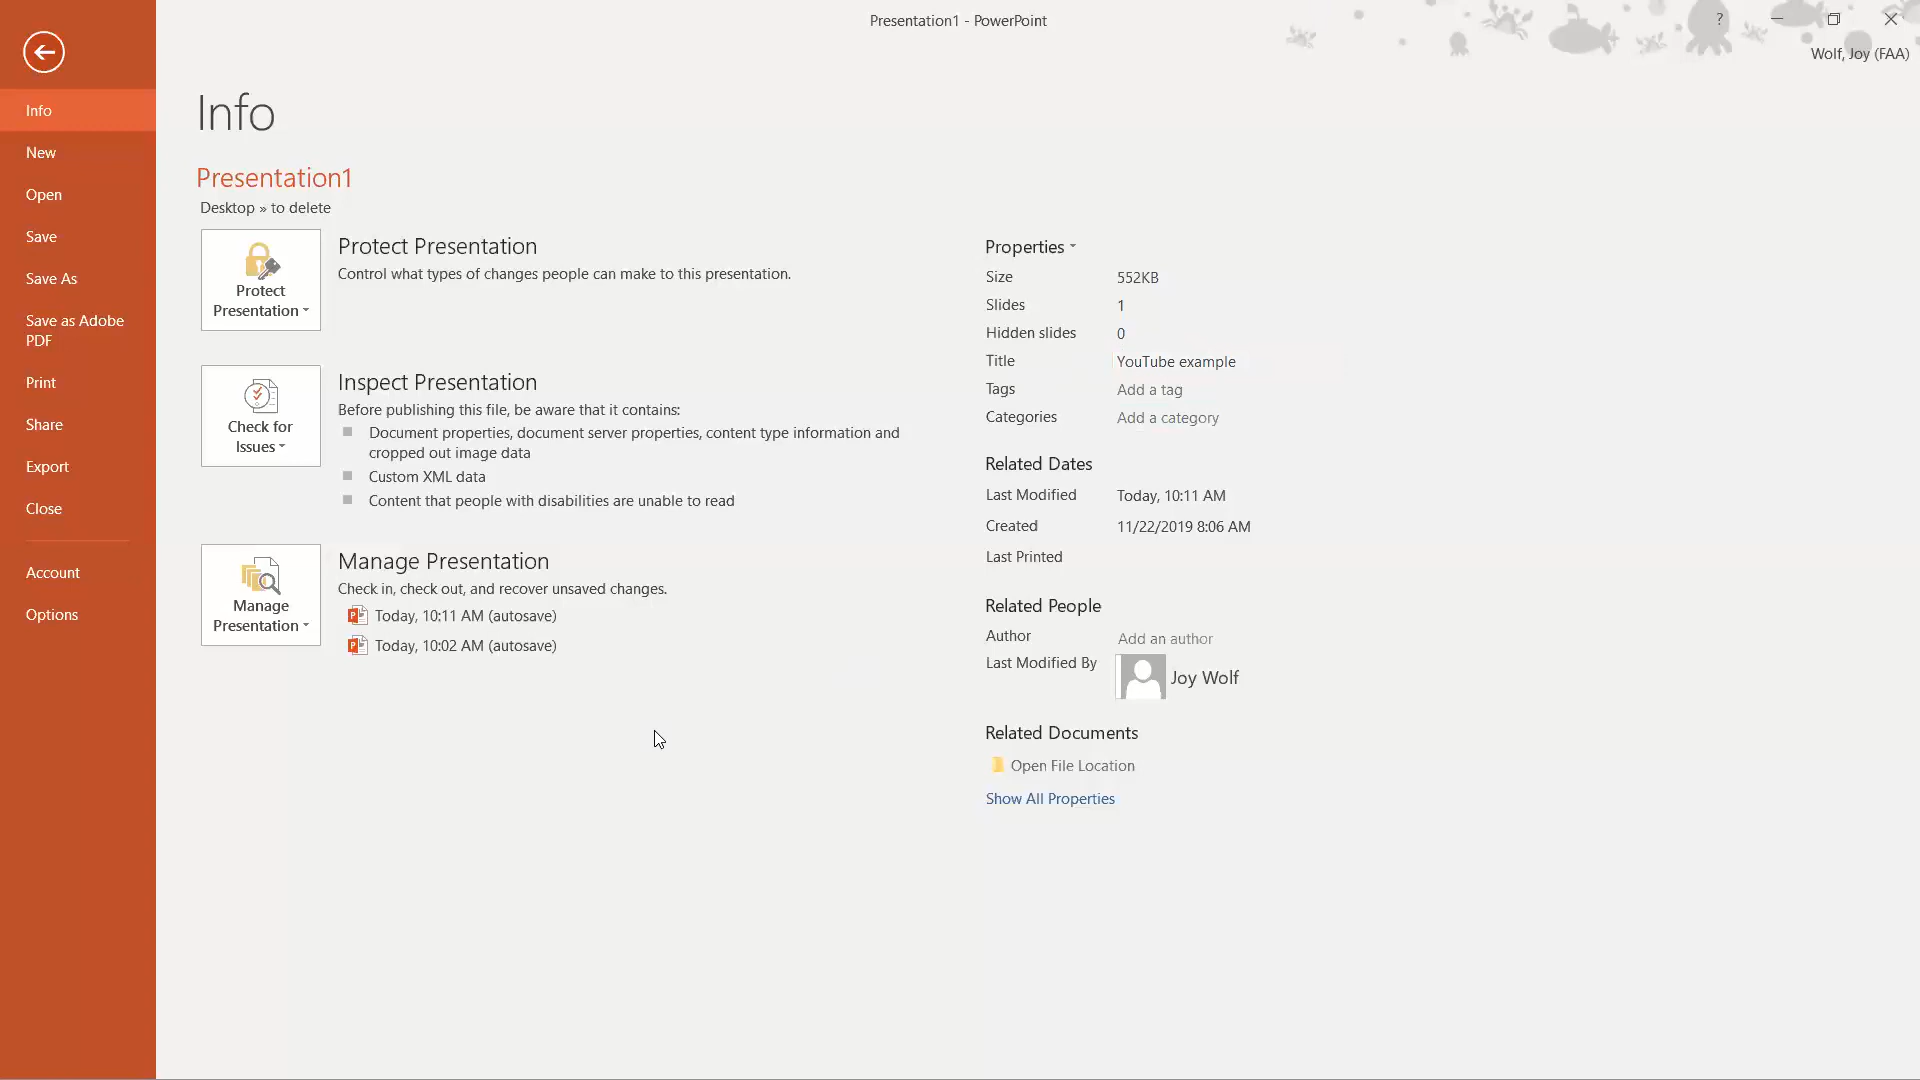 Presentation1 - PowerPoint
?
Wolf, Joy (FAA)
Info
New
Open
Save
Save As
Save as Adobe
PDF
Print
Share
Export
Close
Account
Options
Info
Presentation1
Desktop » to delete
Protect
Presentation
Protect Presentation
Control what types of changes people can make to this presentation.
Check for
Issues
Inspect Presentation
Before publishing this file, be aware that it contains:
Document properties, document server properties, content type information and
cropped out image data
Custom XML data
Content that people with disabilities are unable to read
Manage
Presentation
Manage Presentation
Check in, check out, and recover unsaved changes.
Today, 10:11 AM (autosave)
Today, 10:02 AM (autosave)
Properties
Size 552KB
Slides 1
Hidden slides 0
Title YouTube example
Tags Add a tag
Categories Add a category
Related Dates
Last Modified Today, 10:11 AM
Created 11/22/2019 8:06 AM
Last Printed
Related People
Author Add an author
Last Modified By Joy Wolf
Related Documents
Open File Location
Show All Properties